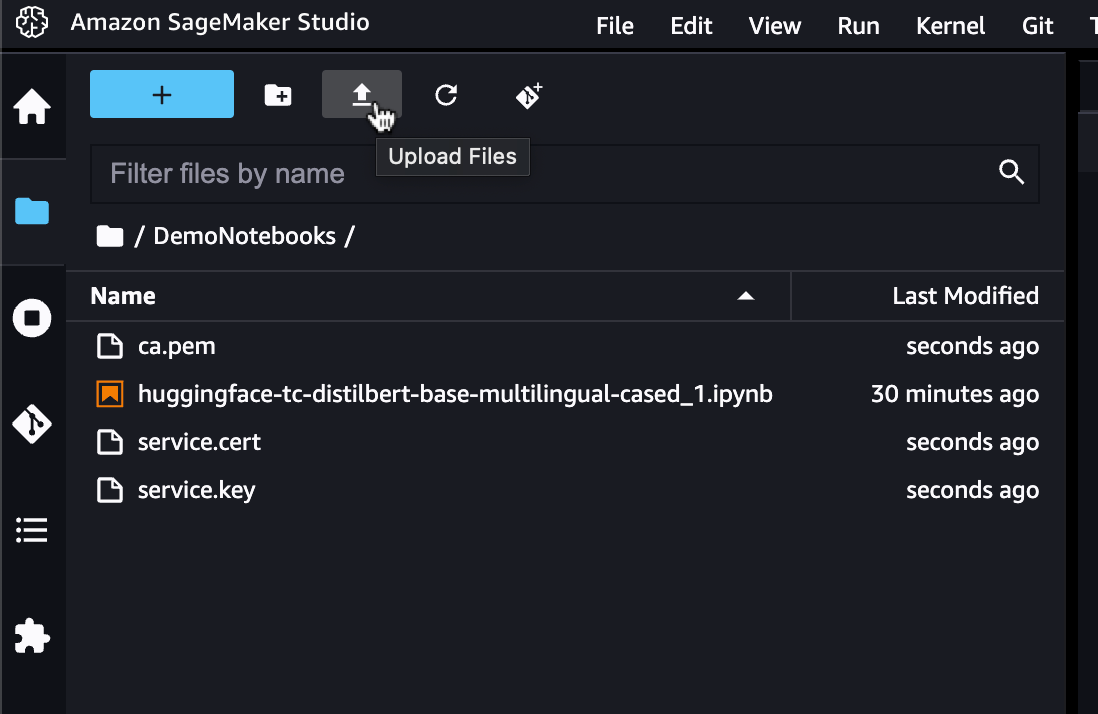 Amazon SageMaker Studio File Edit View Run Kernel Git
Upload Files
Filter files by name
/ DemoNotebooks /
Name Last Modified
ca.pem seconds ago
huggingface-tc-distilbert-base-multilingual-cased_1.ipynb 30 minutes ago
service.cert seconds ago
service.key seconds ago